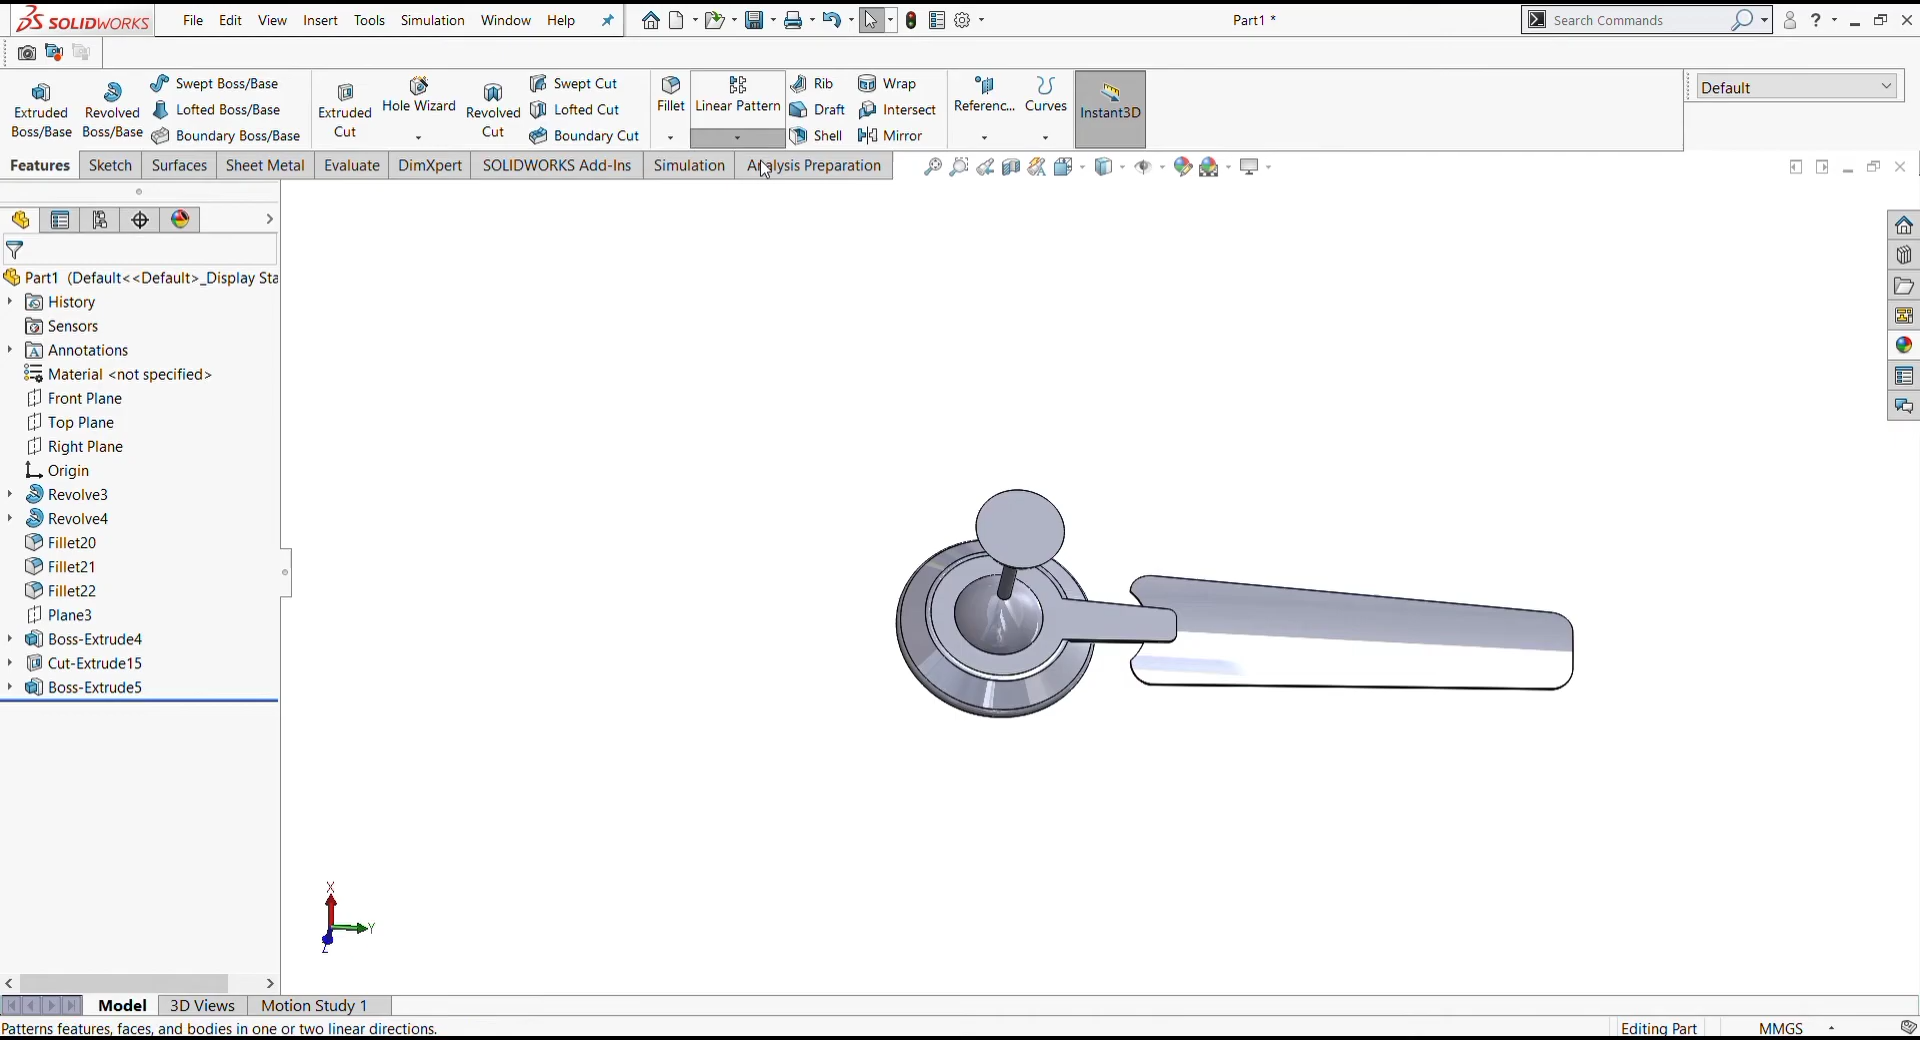 SOLIDWORKS File Edit View Insert Tools Simulation Window Help Part1 * Search Commands ?
Extruded Boss/Base
Revolved Boss/Base
Swept Boss/Base
Lofted Boss/Base
Boundary Boss/Base
Extruded Cut
Hole Wizard
Revolved Cut
Swept Cut
Lofted Cut
Boundary Cut
Fillet
Linear Pattern
Rib
Draft
Shell
Wrap
Intersect
Mirror
Referenc...
Curves
Instant3D
Default
Features Sketch Surfaces Sheet Metal Evaluate DimXpert SOLIDWORKS Add-Ins Simulation Analysis Preparation
Part1 (Default<<Default>_Display Sta
History
Sensors
Annotations
Material <not specified>
Front Plane
Top Plane
Right Plane
Origin
Revolve3
Revolve4
Fillet20
Fillet21
Fillet22
Plane3
Boss-Extrude4
Cut-Extrude15
Boss-Extrude5
X
Y
Z
Model 3D Views Motion Study 1
Patterns features, faces, and bodies in one or two linear directions. Editing Part MMGS